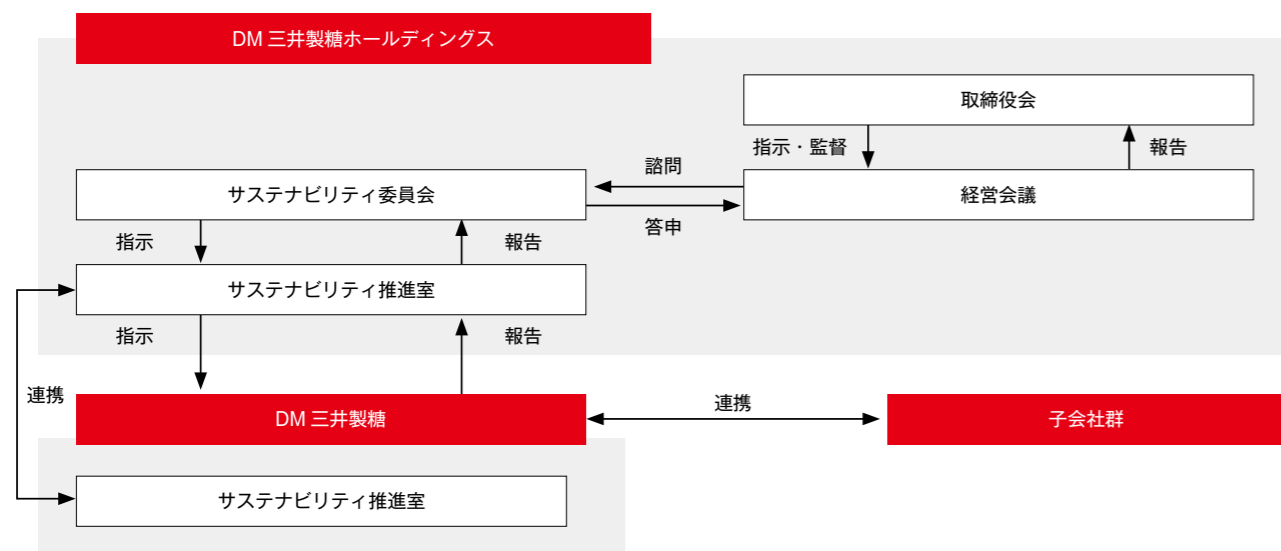 DM 三井製糖ホールディングス
取締役会
指示・監督
報告
諮問
サステナビリティ委員会
経営会議
答申
指示
報告
サステナビリティ推進室
指示
報告
連携
DM 三井製糖
連携
子会社群
サステナビリティ推進室